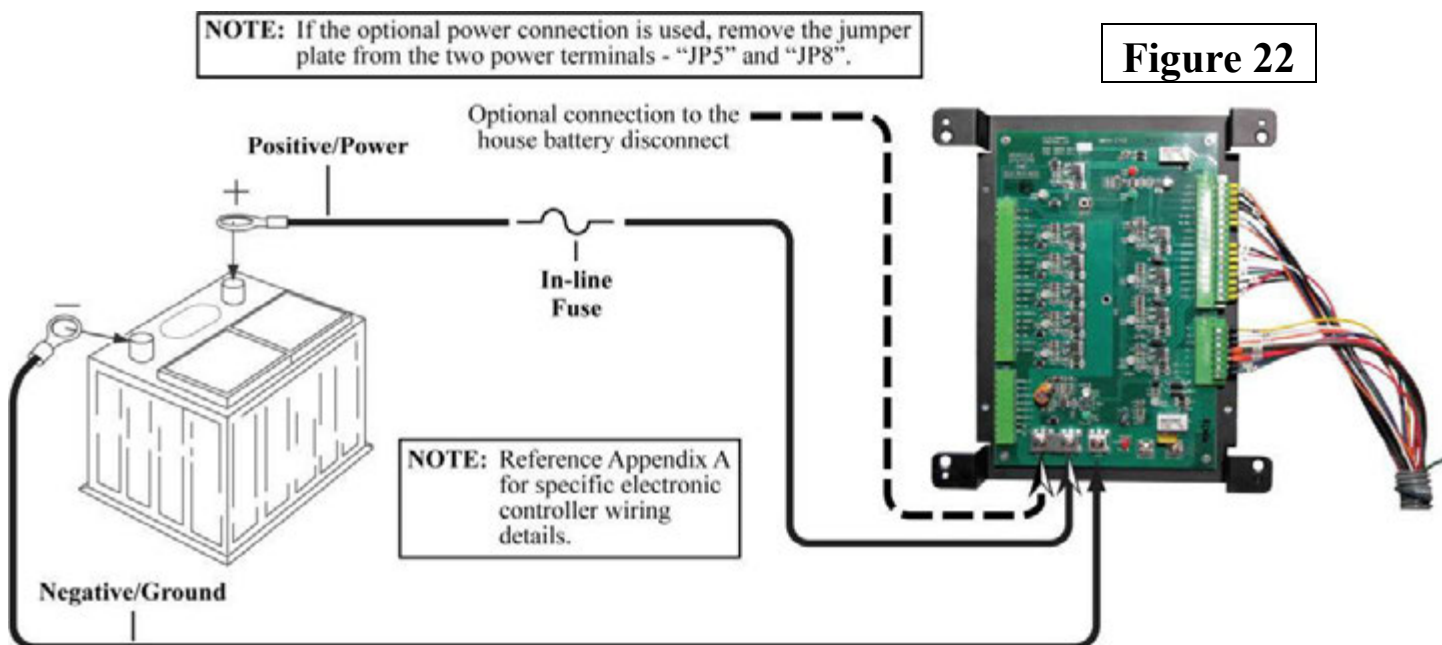 NOTE: If the optional power connection is used, remove the jumper
plate from the two power terminals - “JP5” and “JP8”.
Figure 22
Optional connection to the
house battery disconnect
Positive/Power
+
In-line
Fuse
−
NOTE: Reference Appendix A
for specific electronic
controller wiring
details.
Negative/Ground